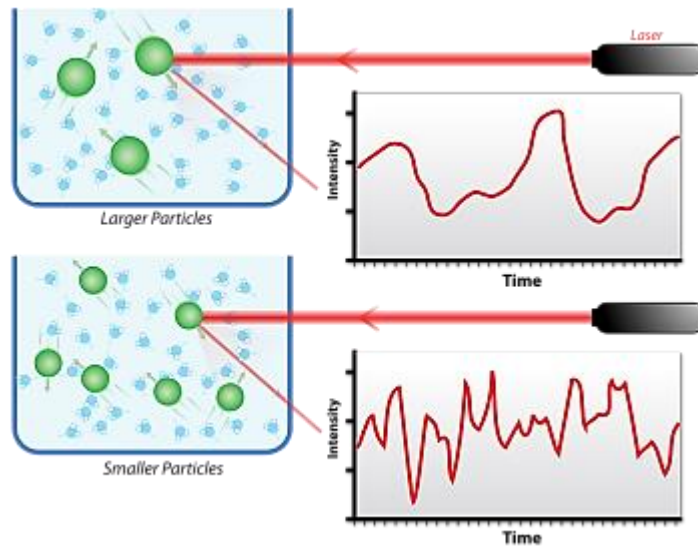 Laser
Intensity
Larger Particles
Time
Intensity
Smaller Particles
Time